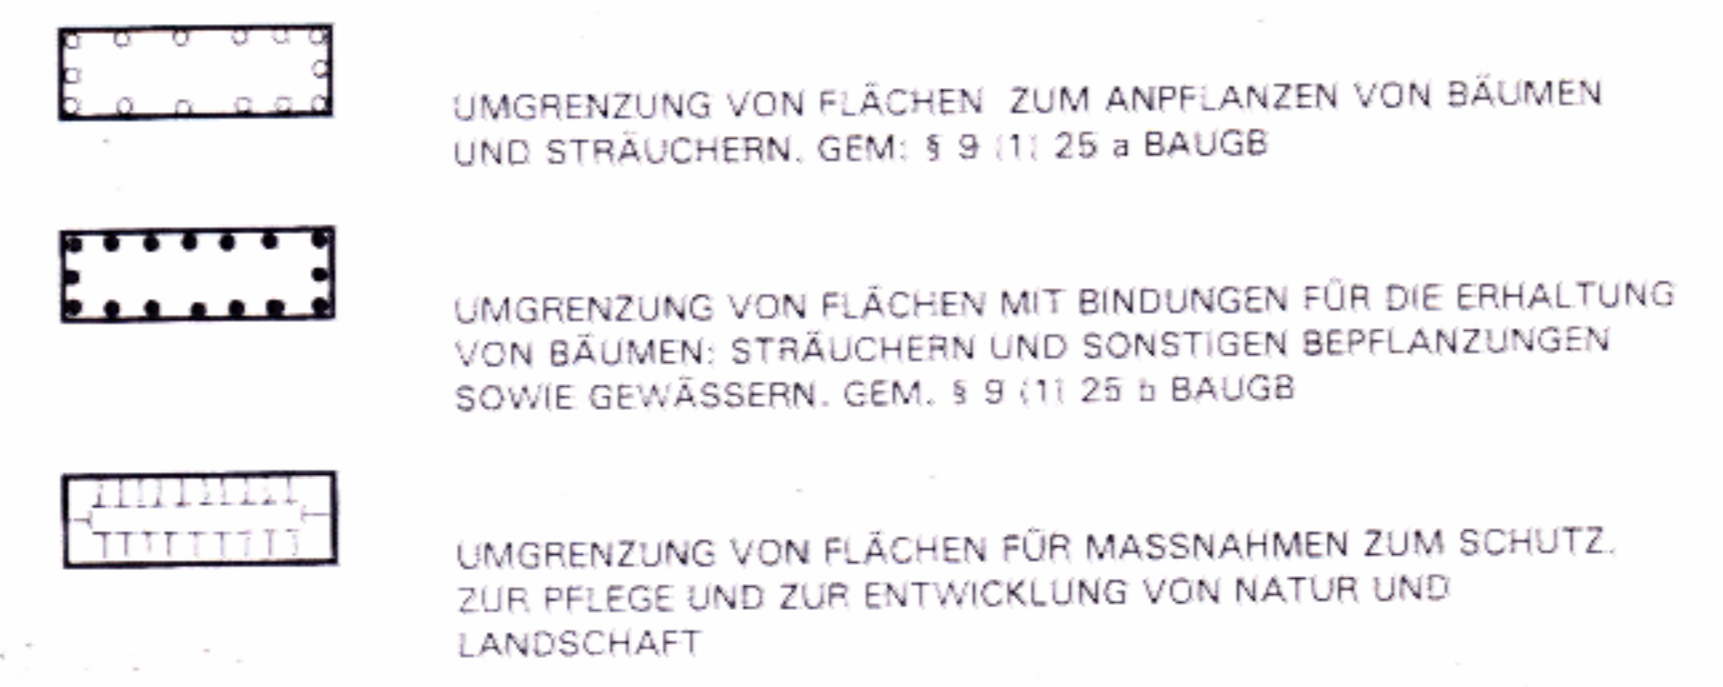 UMGRENZUNG VON FLÄCHEN ZUM ANPFLANZEN VON BÄUMEN
UND STRÄUCHERN. GEM: § 9 (1) 25 a BAUGB
UMGRENZUNG VON FLÄCHEN MIT BINDUNGEN FÜR DIE ERHALTUNG
VON BÄUMEN: STRÄUCHERN UND SONSTIGEN BEPFLANZUNGEN
SOWIE GEWÄSSERN. GEM. § 9 (1) 25 b BAUGB
UMGRENZUNG VON FLÄCHEN FÜR MASSNAHMEN ZUM SCHUTZ,
ZUR PFLEGE UND ZUR ENTWICKLUNG VON NATUR UND
LANDSCHAFT